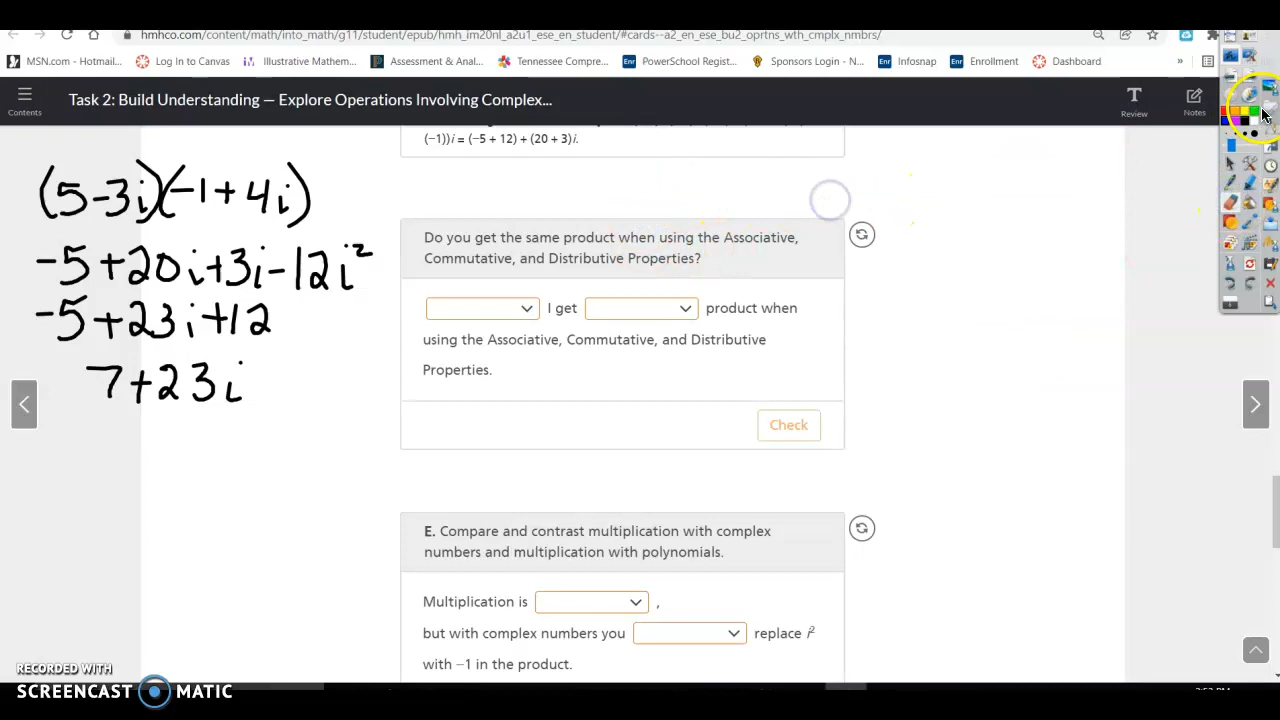 hmhco.com/content/math/into_math/g11/student/epub/hmh_im20nl_a2u1_ese_en_student/#cards--a2_en_ese_bu2_oprtns_wth_cmplx_nmbrs/
MSN.com - Hotmail... Log In to Canvas Illustrative Mathem... Assessment & Anal... Tennessee Compre... Enr PowerSchool Regist... Sponsors Login - N... Enr Infosnap Enr Enrollment Dashboard »
Contents
Task 2: Build Understanding — Explore Operations Involving Complex...
T Review
Notes
(−1))i = (−5 + 12) + (20 + 3)i.
(5-3i)(-1+4i)
-5+20i+3i-12i²
-5+23i+12
7+23i
Do you get the same product when using the Associative,
Commutative, and Distributive Properties?
I get product when
using the Associative, Commutative, and Distributive
Properties.
Check
E. Compare and contrast multiplication with complex
numbers and multiplication with polynomials.
Multiplication is ,
but with complex numbers you replace i²
with −1 in the product.
RECORDED WITH
SCREENCAST MATIC